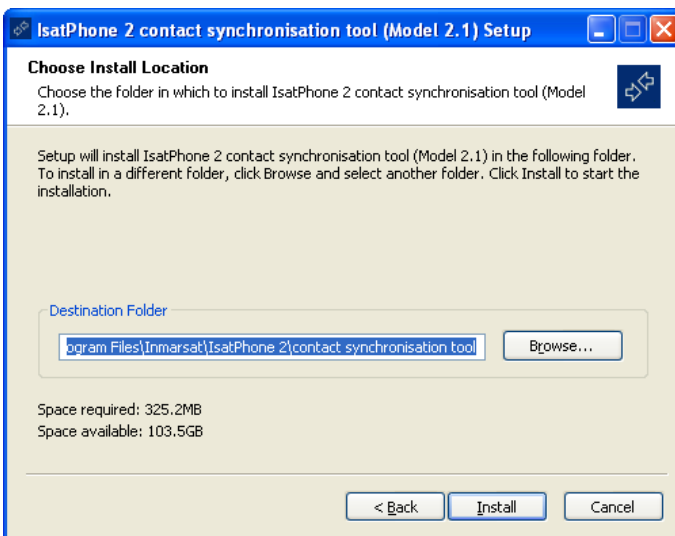 IsatPhone 2 contact synchronisation tool (Model 2.1) Setup
Choose Install Location
Choose the folder in which to install IsatPhone 2 contact synchronisation tool (Model
2.1).
Setup will install IsatPhone 2 contact synchronisation tool (Model 2.1) in the following folder.
To install in a different folder, click Browse and select another folder. Click Install to start the
installation.
Destination Folder
ogram Files\Inmarsat\IsatPhone 2\contact synchronisation tool
Browse...
Space required: 325.2MB
Space available: 103.5GB
< Back
Install
Cancel